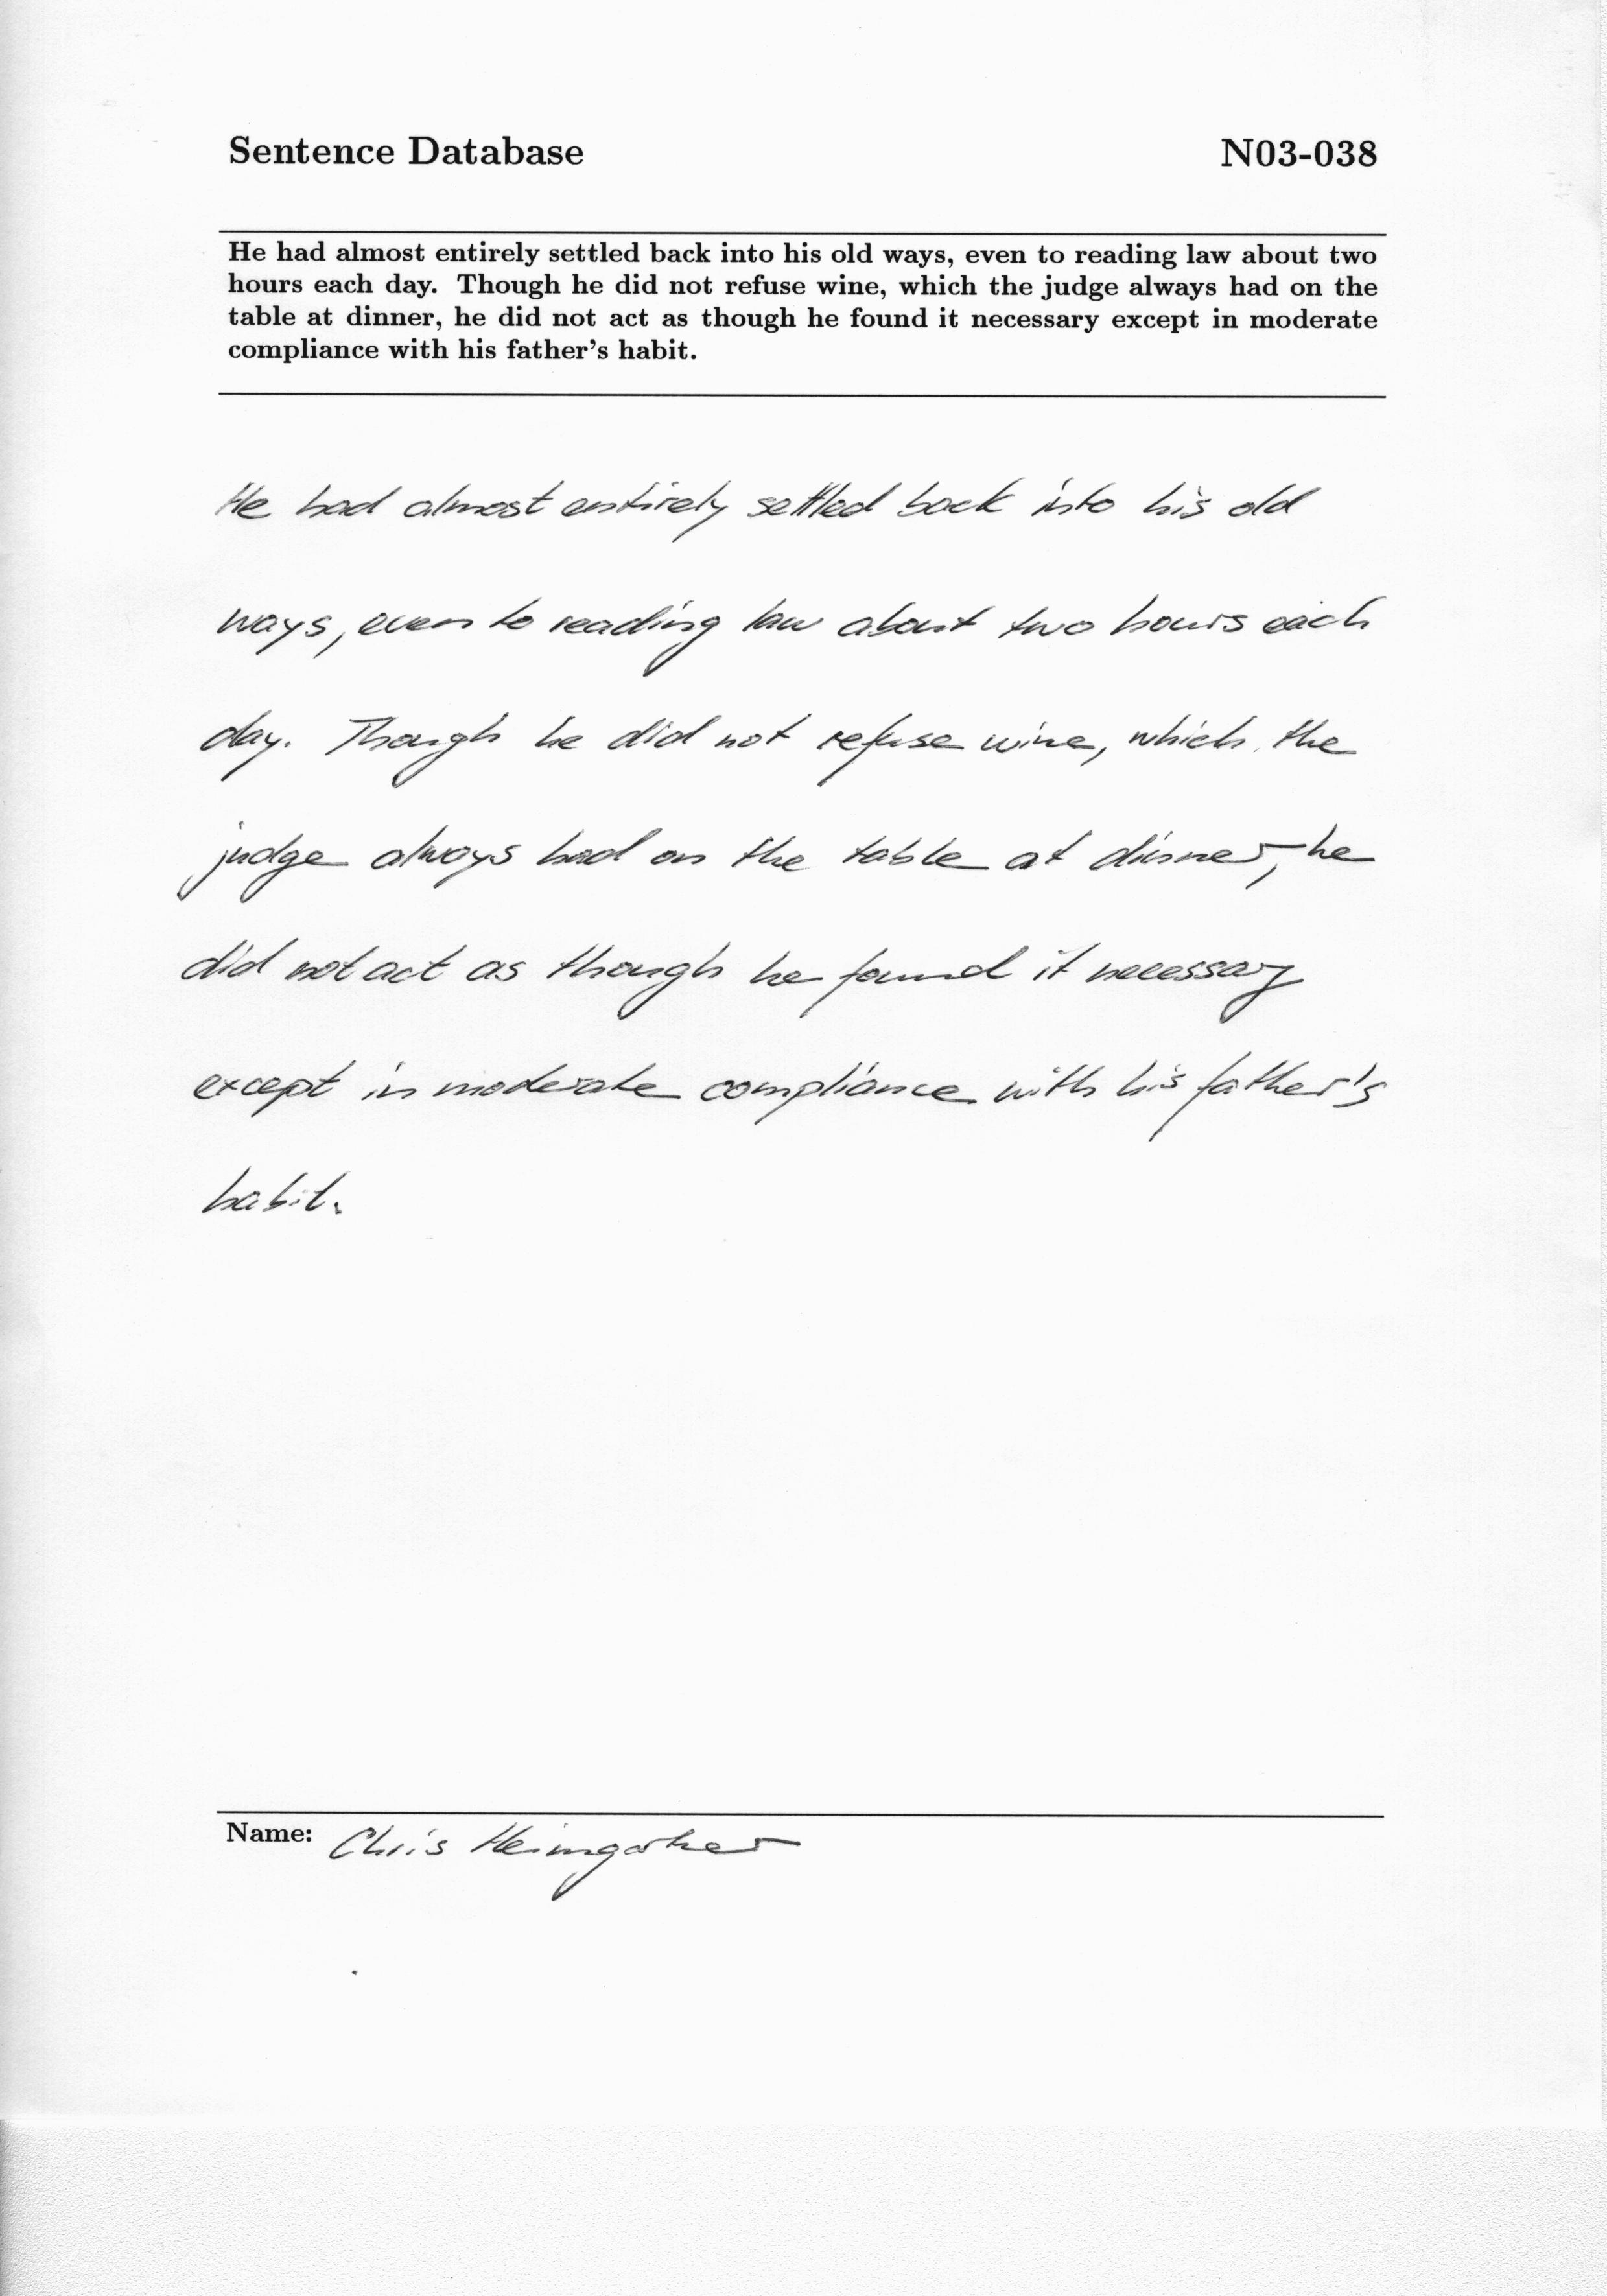 Sentence Database N03-038
He had almost entirely settled back into his old ways, even to reading law about two
hours each day. Though he did not refuse wine, which the judge always had on the
table at dinner, he did not act as though he found it necessary except in moderate
compliance with his father's habit.
He had almost entirely settled back into his old
ways, even to reading law about two hours each
day. Though he did not refuse wine, which the
judge always had on the table at dinner, he
did not act as though he found it necessary
except in moderate compliance with his father's
habit.
Name: Chris Heimgartner